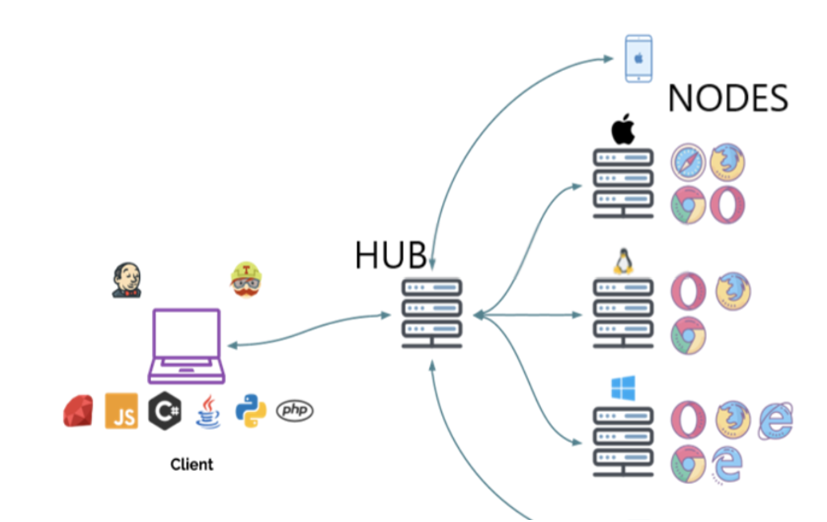 NODES
HUB
T
JS
C#
php
Client